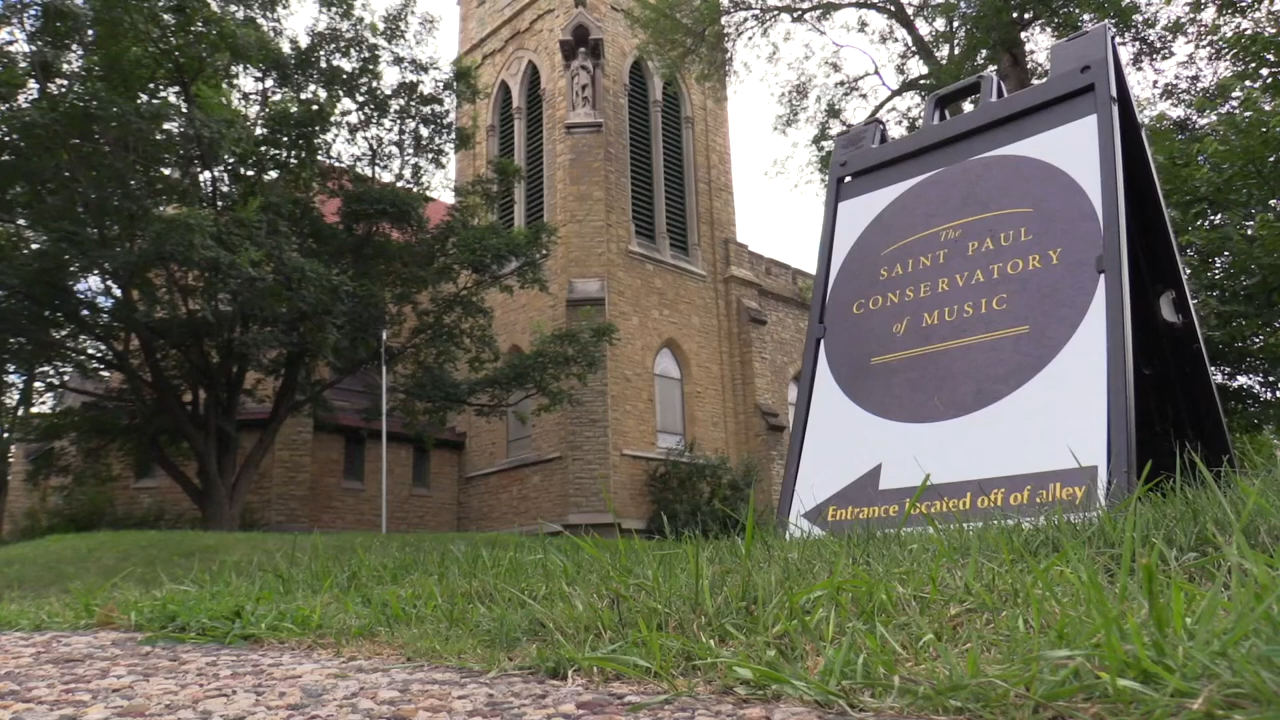 The
SAINT PAUL
CONSERVATORY
of MUSIC
Entrance located off of alley